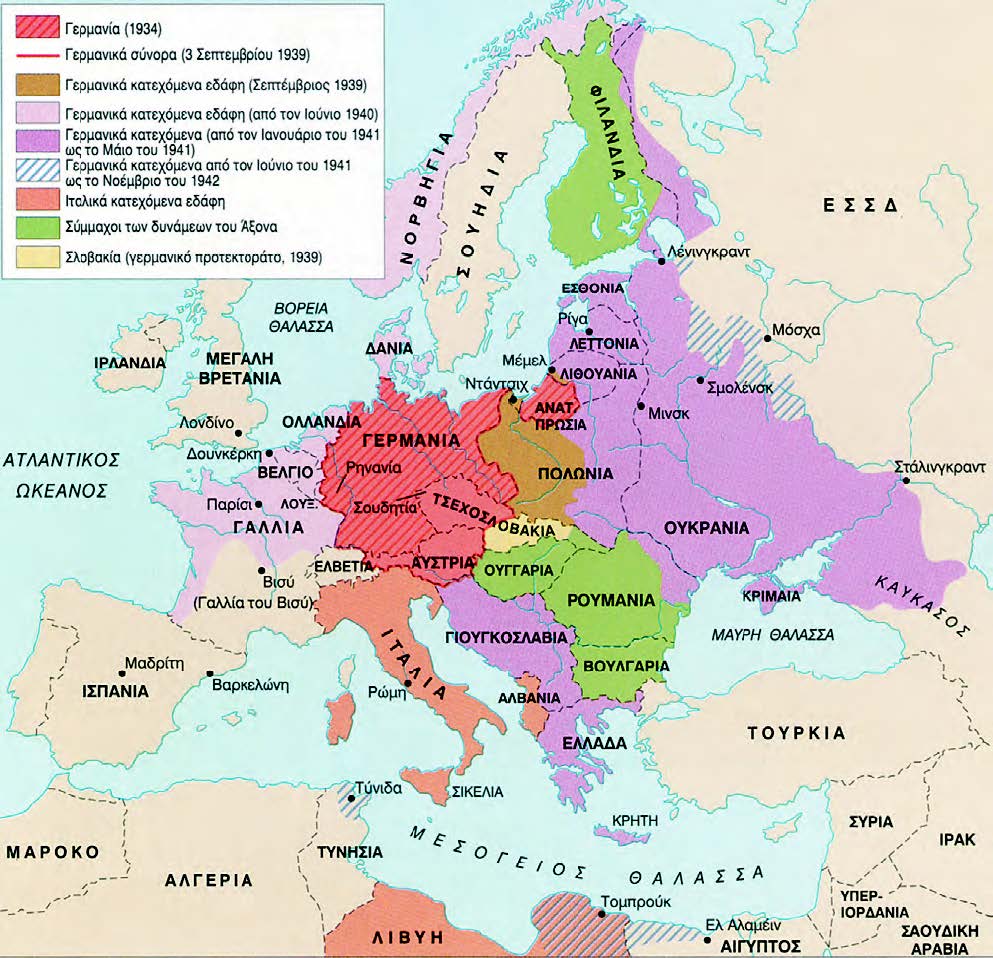 Γερμανία (1934)
Γερμανικά σύνορα (3 Σεπτεμβρίου 1939)
Γερμανικά κατεχόμενα εδάφη (Σεπτέμβριος 1939)
Γερμανικά κατεχόμενα εδάφη (από τον Ιούνιο 1940)
Γερμανικά κατεχόμενα (από τον Ιανουάριο του 1941
ως το Μάιο του 1941)
Γερμανικά κατεχόμενα από τον Ιούνιο του 1941
ως το Νοέμβριο του 1942
Ιταλικά κατεχόμενα εδάφη
Σύμμαχοι των δυνάμεων του Άξονα
Σλοβακία (γερμανικό προτεκτοράτο, 1939)
ΦΙΛΑΝΔΙΑ
ΝΟΡΒΗΓΙΑ
ΣΟΥΗΔΙΑ
ΕΣΣΔ
Λένινγκραντ
ΕΣΘΟΝΙΑ
ΒΟΡΕΙΑ
ΘΑΛΑΣΣΑ
Ρίγα
Μόσχα
ΛΕΤΤΟΝΙΑ
ΔΑΝΙΑ
ΙΡΛΑΝΔΙΑ
ΜΕΓΑΛΗ
ΒΡΕΤΑΝΙΑ
Μέμελ
ΛΙΘΟΥΑΝΙΑ
Ντάντσιχ
Σμολένσκ
ΑΝΑΤ.
ΠΡΩΣΙΑ
Μινσκ
Λονδίνο
ΟΛΛΑΝΔΙΑ
ΓΕΡΜΑΝΙΑ
Δουνκέρκη
ΑΤΛΑΝΤΙΚΟΣ
ΩΚΕΑΝΟΣ
ΒΕΛΓΙΟ
Ρηνανία
ΠΟΛΩΝΙΑ
Στάλινγκραντ
Παρίσι
ΛΟΥΞ.
Σουδητία
ΤΣΕΧΟΣΛΟΒΑΚΙΑ
ΓΑΛΛΙΑ
ΟΥΚΡΑΝΙΑ
ΕΛΒΕΤΙΑ
ΑΥΣΤΡΙΑ
ΟΥΓΓΑΡΙΑ
Βισύ
(Γαλλία του Βισύ)
ΡΟΥΜΑΝΙΑ
ΚΡΙΜΑΙΑ
ΚΑΥΚΑΣΟΣ
ΙΤΑΛΙΑ
ΓΙΟΥΓΚΟΣΛΑΒΙΑ
ΜΑΥΡΗ ΘΑΛΑΣΣΑ
Μαδρίτη
ΙΣΠΑΝΙΑ
Βαρκελώνη
Ρώμη
ΒΟΥΛΓΑΡΙΑ
ΑΛΒΑΝΙΑ
ΕΛΛΑΔΑ
ΤΟΥΡΚΙΑ
Τύνιδα
ΣΙΚΕΛΙΑ
ΚΡΗΤΗ
ΣΥΡΙΑ
ΙΡΑΚ
ΜΑΡΟΚΟ
ΑΛΓΕΡΙΑ
ΤΥΝΗΣΙΑ
ΜΕΣΟΓΕΙΟΣ ΘΑΛΑΣΣΑ
Τομπρούκ
ΥΠΕΡ-
ΙΟΡΔΑΝΙΑ
ΛΙΒΥΗ
Ελ Αλαμέιν
ΑΙΓΥΠΤΟΣ
ΣΑΟΥΔΙΚΗ
ΑΡΑΒΙΑ